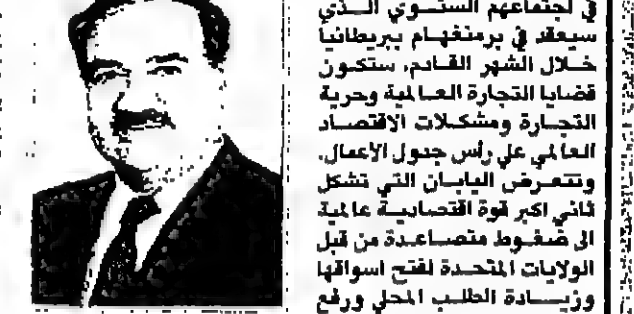 في اجتماعهم السنوي الذي
سيعقد في برمنغهام ببريطانيا
خلال الشهر القادم، ستكون
قضايا التجارة العالمية وحرية
التجارة ومشكلات الاقتصاد
العالمي على رأس جدول الأعمال.
وتتعرض اليابان التي تشكل
ثاني اكبر قوة اقتصادية عالمية
الى ضغوط متصاعدة من قبل
الولايات المتحدة لفتح اسواقها
وزيادة الطلب المحلي ورفع